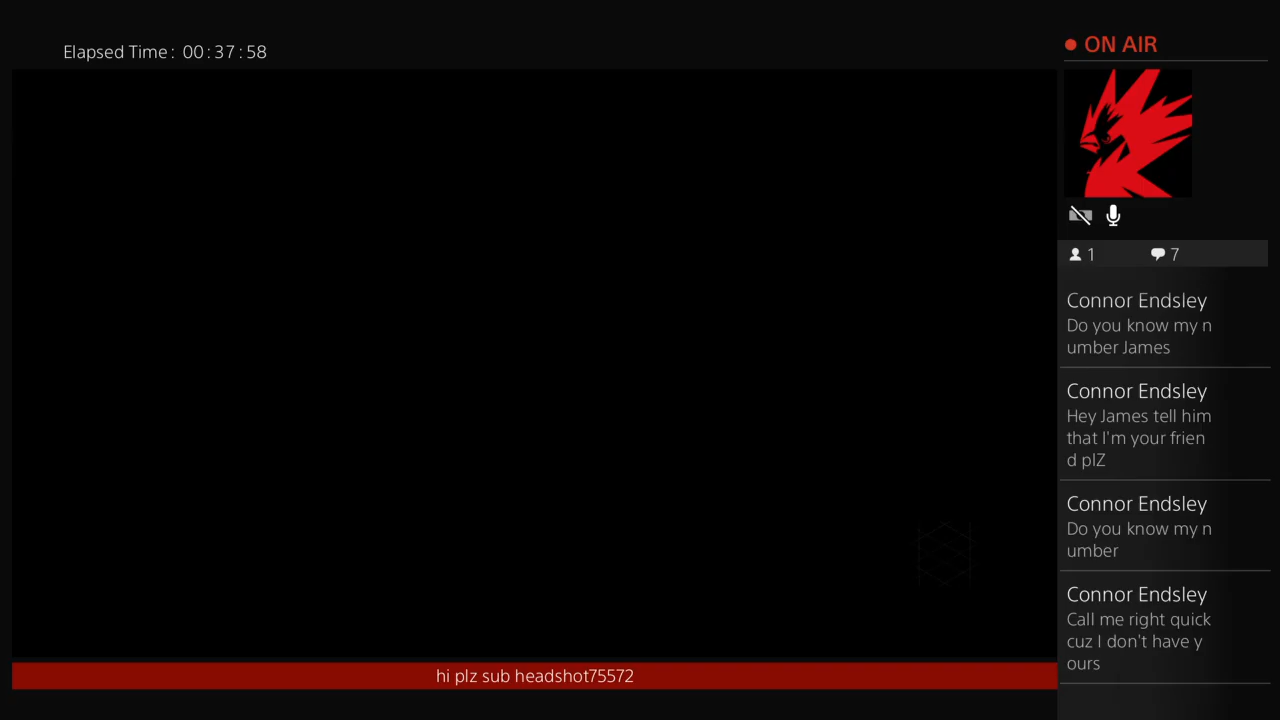 Elapsed Time: 00:37:58
ON AIR
1 7
Connor Endsley
Do you know my n
umber James
Connor Endsley
Hey James tell him
that I'm your frien
d plZ
Connor Endsley
Do you know my n
umber
Connor Endsley
Call me right quick
cuz I don't have y
ours
hi plz sub headshot75572